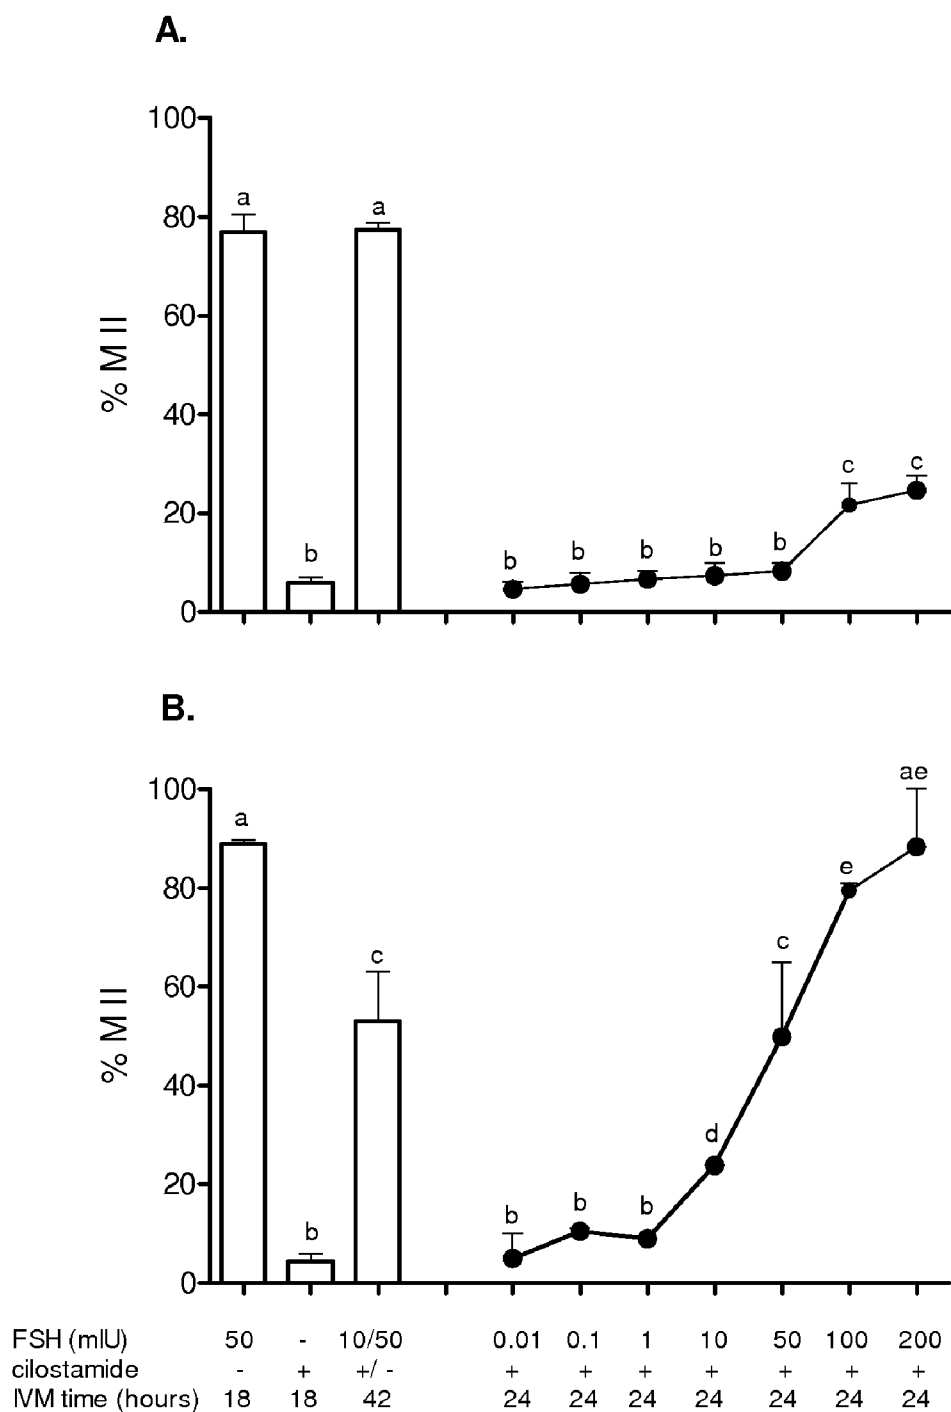 A.
100
a
a
80
60
% M II
40
c
c
20
b
b
b
b
b
b
0
B.
100
ae
a
e
80
c
c
60
% M II
40
d
20
b
b
b
b
0
FSH (mIU) 50 - 10/50 0.01 0.1 1 10 50 100 200
cilostamide - + +/ - + + + + + + +
IVM time (hours) 18 18 42 24 24 24 24 24 24 24